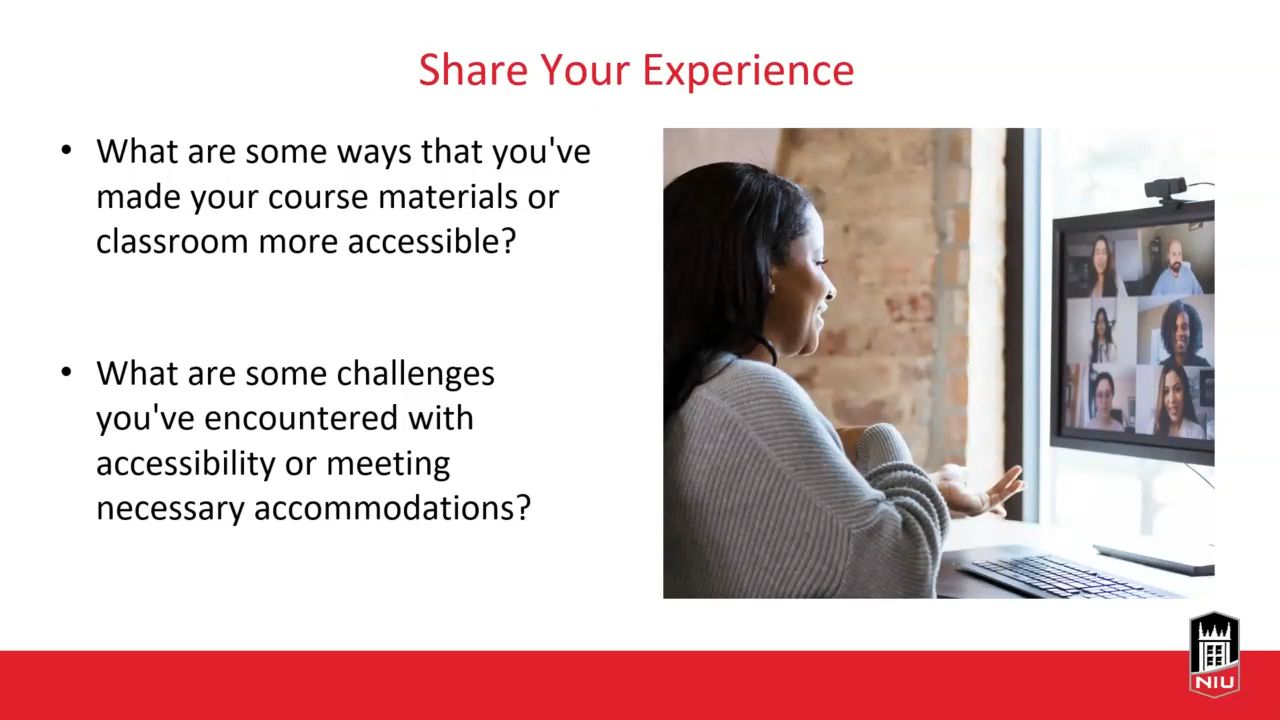 Share Your Experience
• What are some ways that you've
made your course materials or
classroom more accessible?
• What are some challenges
you've encountered with
accessibility or meeting
necessary accommodations?
NIU